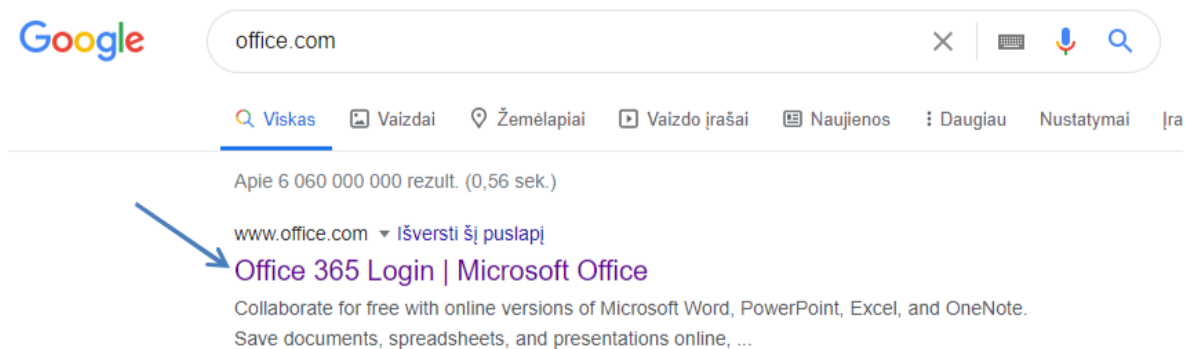 Google office.com
Viskas Vaizdai Žemėlapiai Vaizdo įrašai Naujienos Daugiau Nustatymai Įra
Apie 6 060 000 000 rezult. (0,56 sek.)
www.office.com Išversti šį puslapį
Office 365 Login | Microsoft Office
Collaborate for free with online versions of Microsoft Word, PowerPoint, Excel, and OneNote.
Save documents, spreadsheets, and presentations online, ...